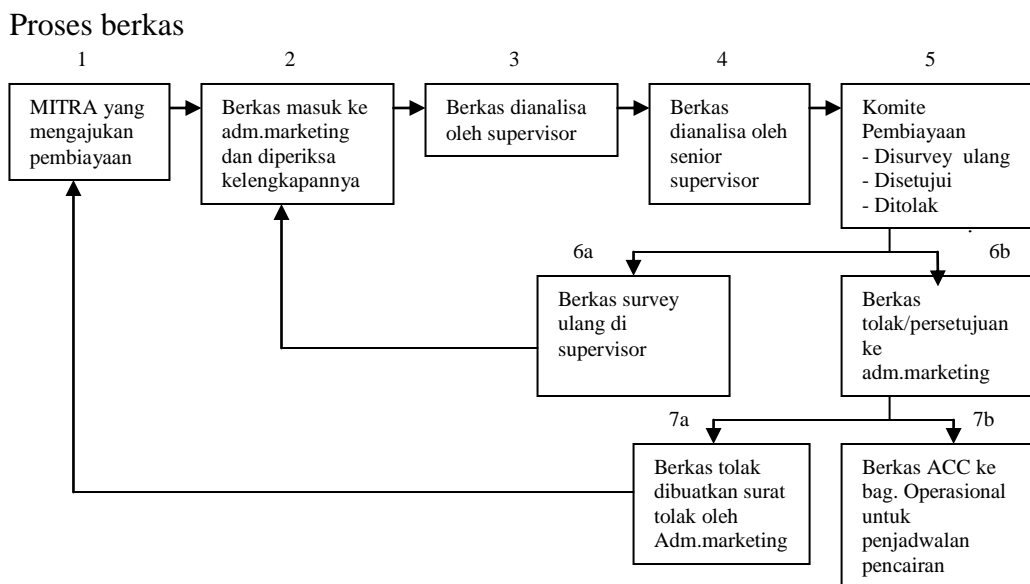 Proses berkas
1
2
3
4
5
MITRA yang
mengajukan
pembiayaan
Berkas masuk ke
adm.marketing
dan diperiksa
kelengkapannya
Berkas dianalisa
oleh supervisor
Berkas
dianalisa oleh
senior
supervisor
Komite
Pembiayaan
- Disurvey ulang
- Disetujui
- Ditolak
6a
6b
Berkas survey
ulang di
supervisor
Berkas
tolak/persetujuan
ke
adm.marketing
7a
7b
Berkas tolak
dibuatkan surat
tolak oleh
Adm.marketing
Berkas ACC ke
bag. Operasional
untuk
penjadwalan
pencairan